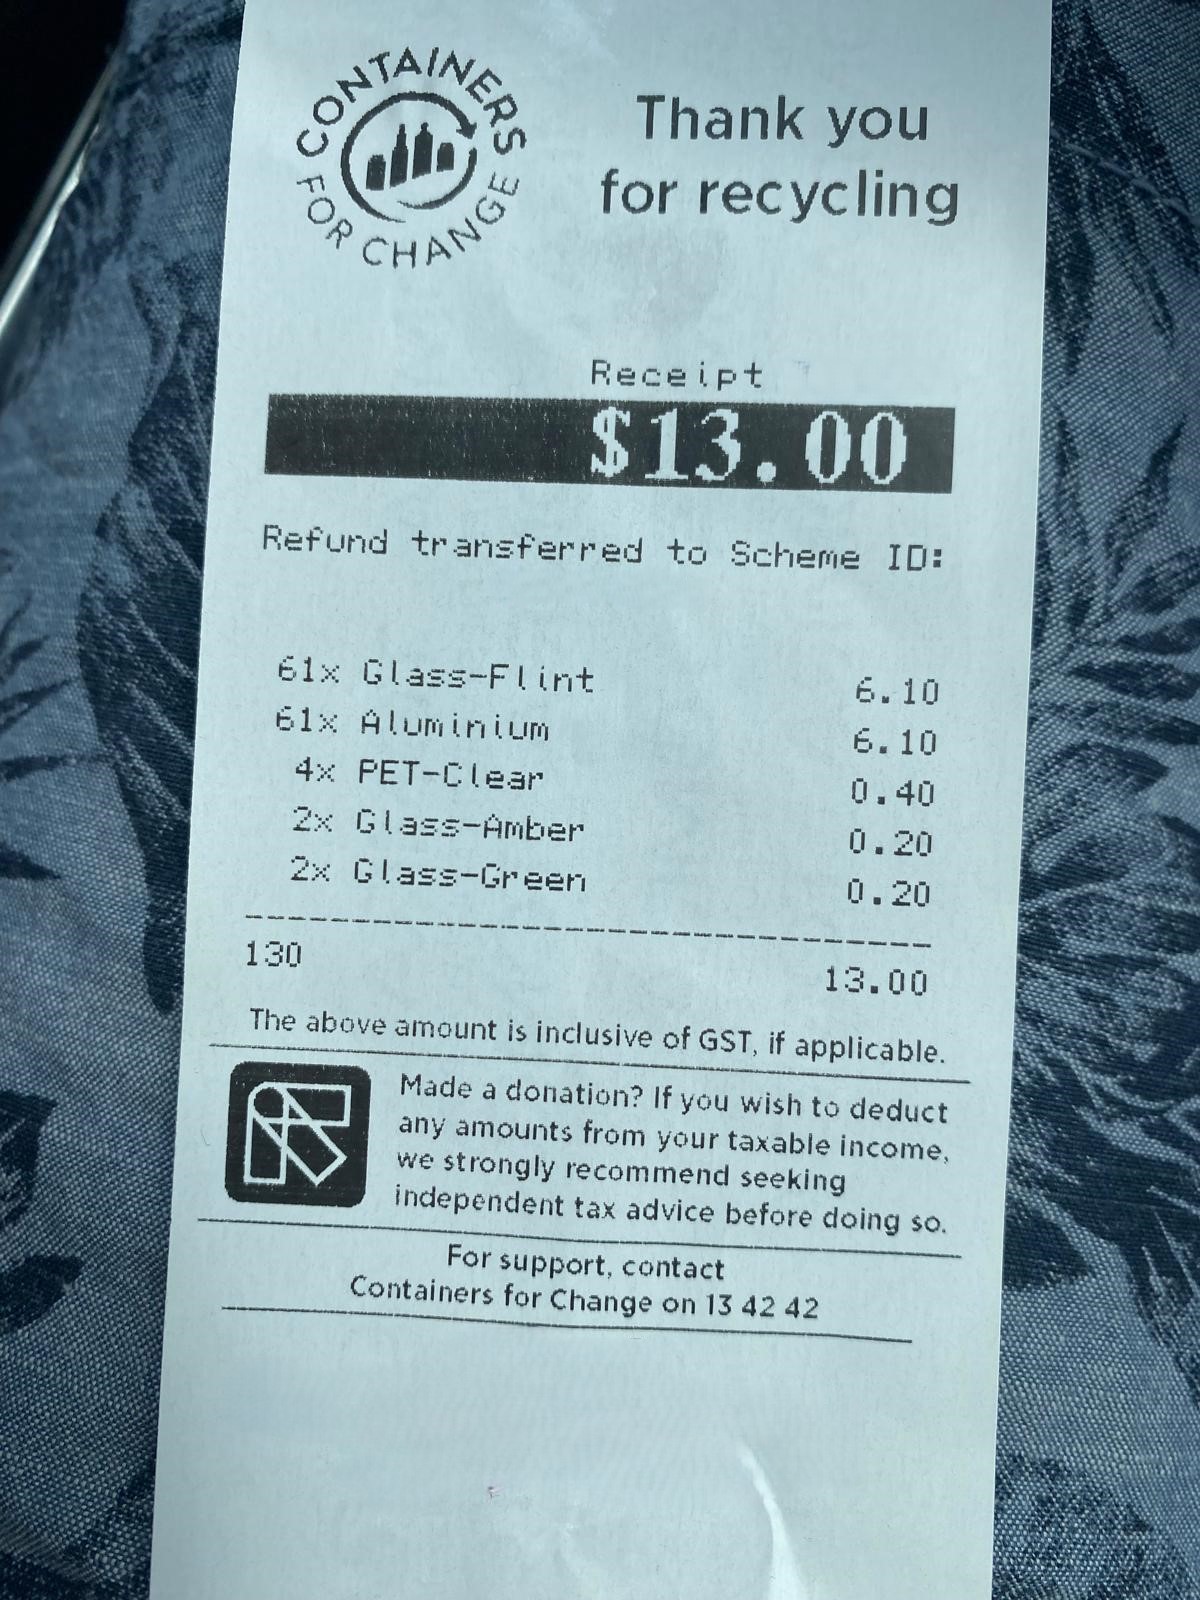 CONTAINERS
FOR CHANGE
Thank you
for recycling
Receipt
$13.00
Refund transferred to Scheme ID:
61x Glass-Flint 6.10
61x Aluminium 6.10
4x PET-Clear 0.40
2x Glass-Amber 0.20
2x Glass-Green 0.20
130 13.00
The above amount is inclusive of GST, if applicable.
Made a donation? If you wish to deduct
any amounts from your taxable income,
we strongly recommend seeking
independent tax advice before doing so.
For support, contact
Containers for Change on 13 42 42